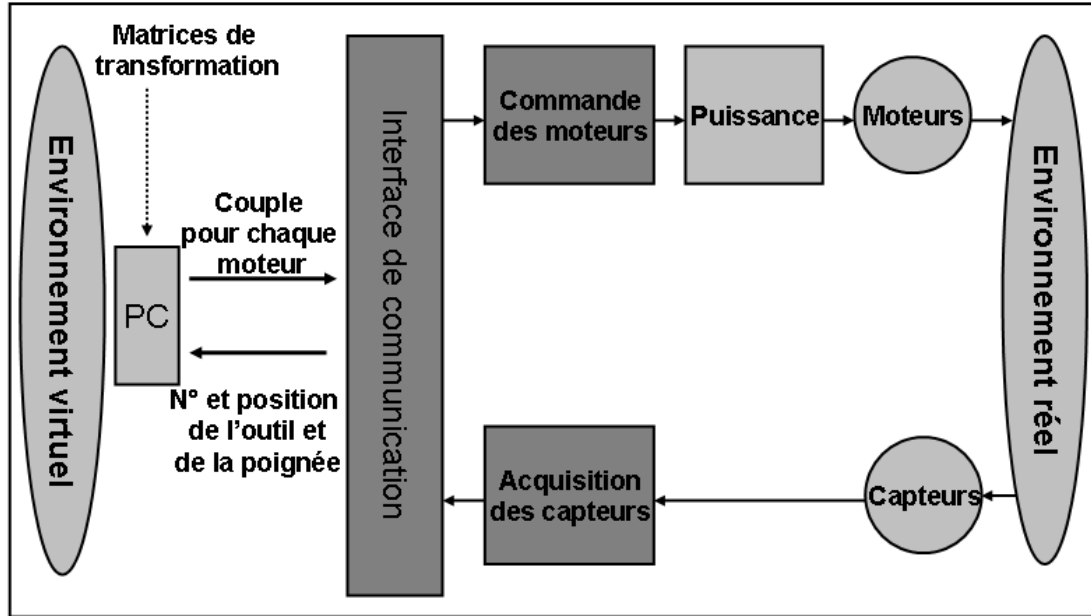 Matrices de
transformation
Environnement virtuel
PC
Couple
pour chaque
moteur
N° et position
de l'outil et
de la poignée
Interface de communication
Commande
des moteurs
Puissance
Moteurs
Environnement réel
Acquisition
des capteurs
Capteurs